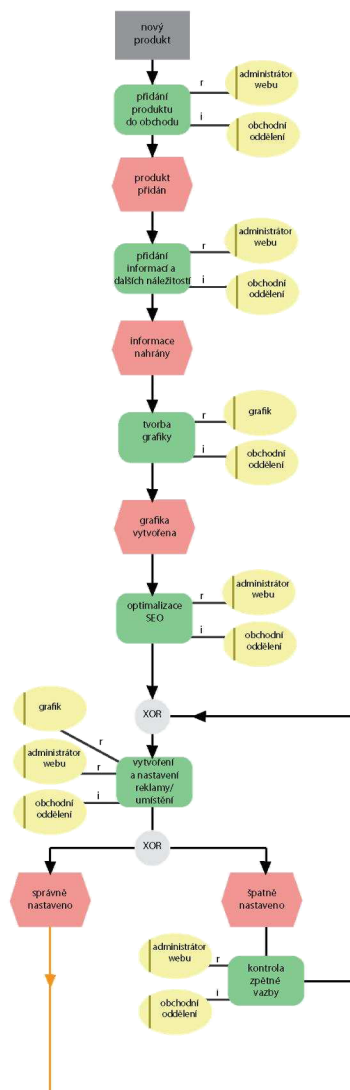 nový
produkt
r
administrátor
webu
přidání
produktu
do obchodu
i
obchodní
oddělení
produkt
přidán
r
administrátor
webu
přidání
informací a
dalších náležitostí
i
obchodní
oddělení
informace
nahrány
r
grafik
tvorba
grafiky
i
obchodní
oddělení
grafika
vytvořena
r
administrátor
webu
optimalizace
SEO
i
obchodní
oddělení
grafik
XOR
r
administrátor
webu
r
vytvoření
a nastavení
reklamy/
umístění
obchodní
oddělení
i
XOR
správně
nastaveno
špatně
nastaveno
administrátor
webu
r
kontrola
zpětné
vazby
obchodní
oddělení
i